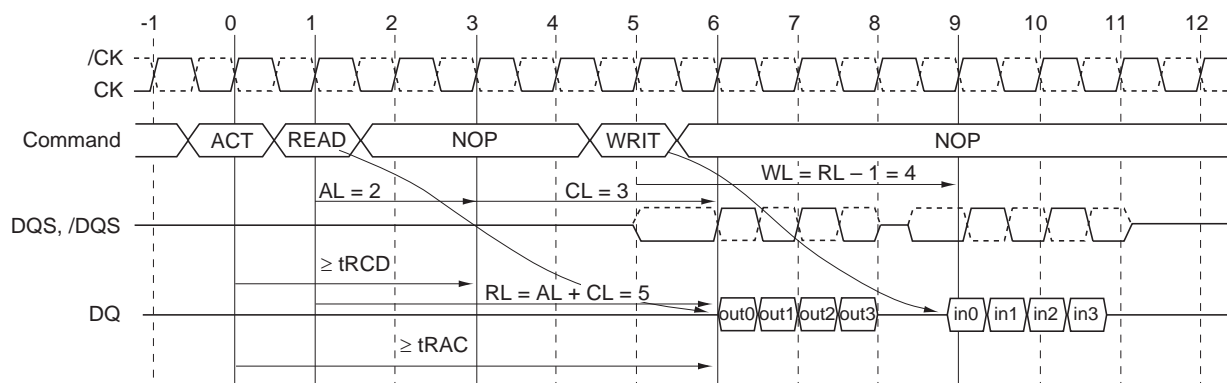 -1 0 1 2 3 4 5 6 7 8 9 10 11 12
/CK
CK
Command ACT READ NOP WRIT NOP
WL = RL – 1 = 4
AL = 2 CL = 3
DQS, /DQS
≥ tRCD
RL = AL + CL = 5
DQ out0 out1 out2 out3 in0 in1 in2 in3
≥ tRAC